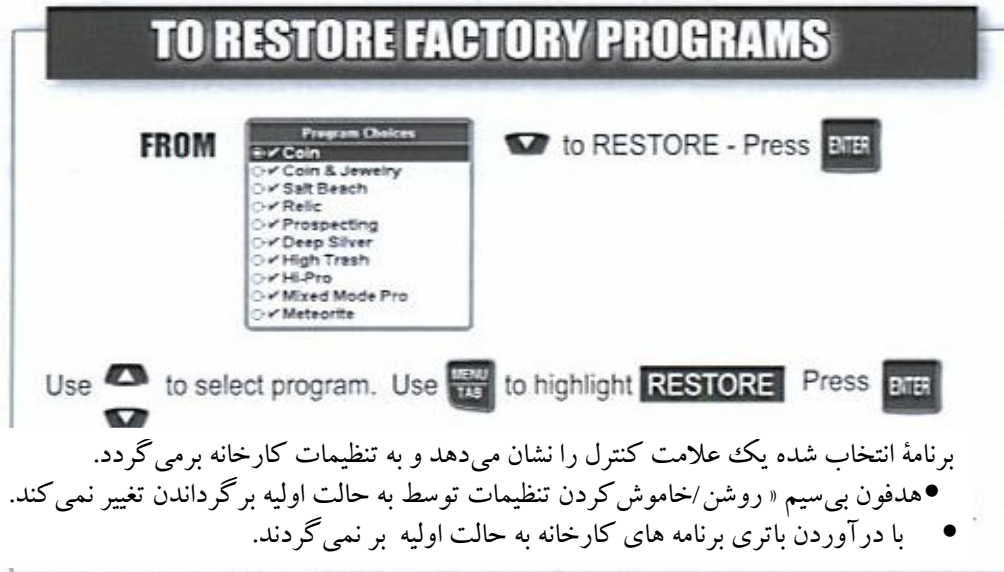 TO RESTORE FACTORY PROGRAMS
FROM
Program Choices
✔ Coin
✔ Coin & Jewelry
✔ Salt Beach
✔ Relic
✔ Prospecting
✔ Deep Silver
✔ High Trash
✔ Hi-Pro
✔ Mixed Mode Pro
✔ Meteorite
to RESTORE - Press ENTER
Use to select program. Use MENU TAB to highlight RESTORE Press ENTER
برنامهٔ انتخاب شده یک علامت کنترل را نشان می‌دهد و به تنظیمات کارخانه برمی گردد.
●هدفون بی‌سیم « روشن/خاموش کردن تنظیمات توسط به حالت اولیه برگرداندن تغییر نمی کند.
● با درآوردن باتری برنامه های کارخانه به حالت اولیه بر نمی گردند.